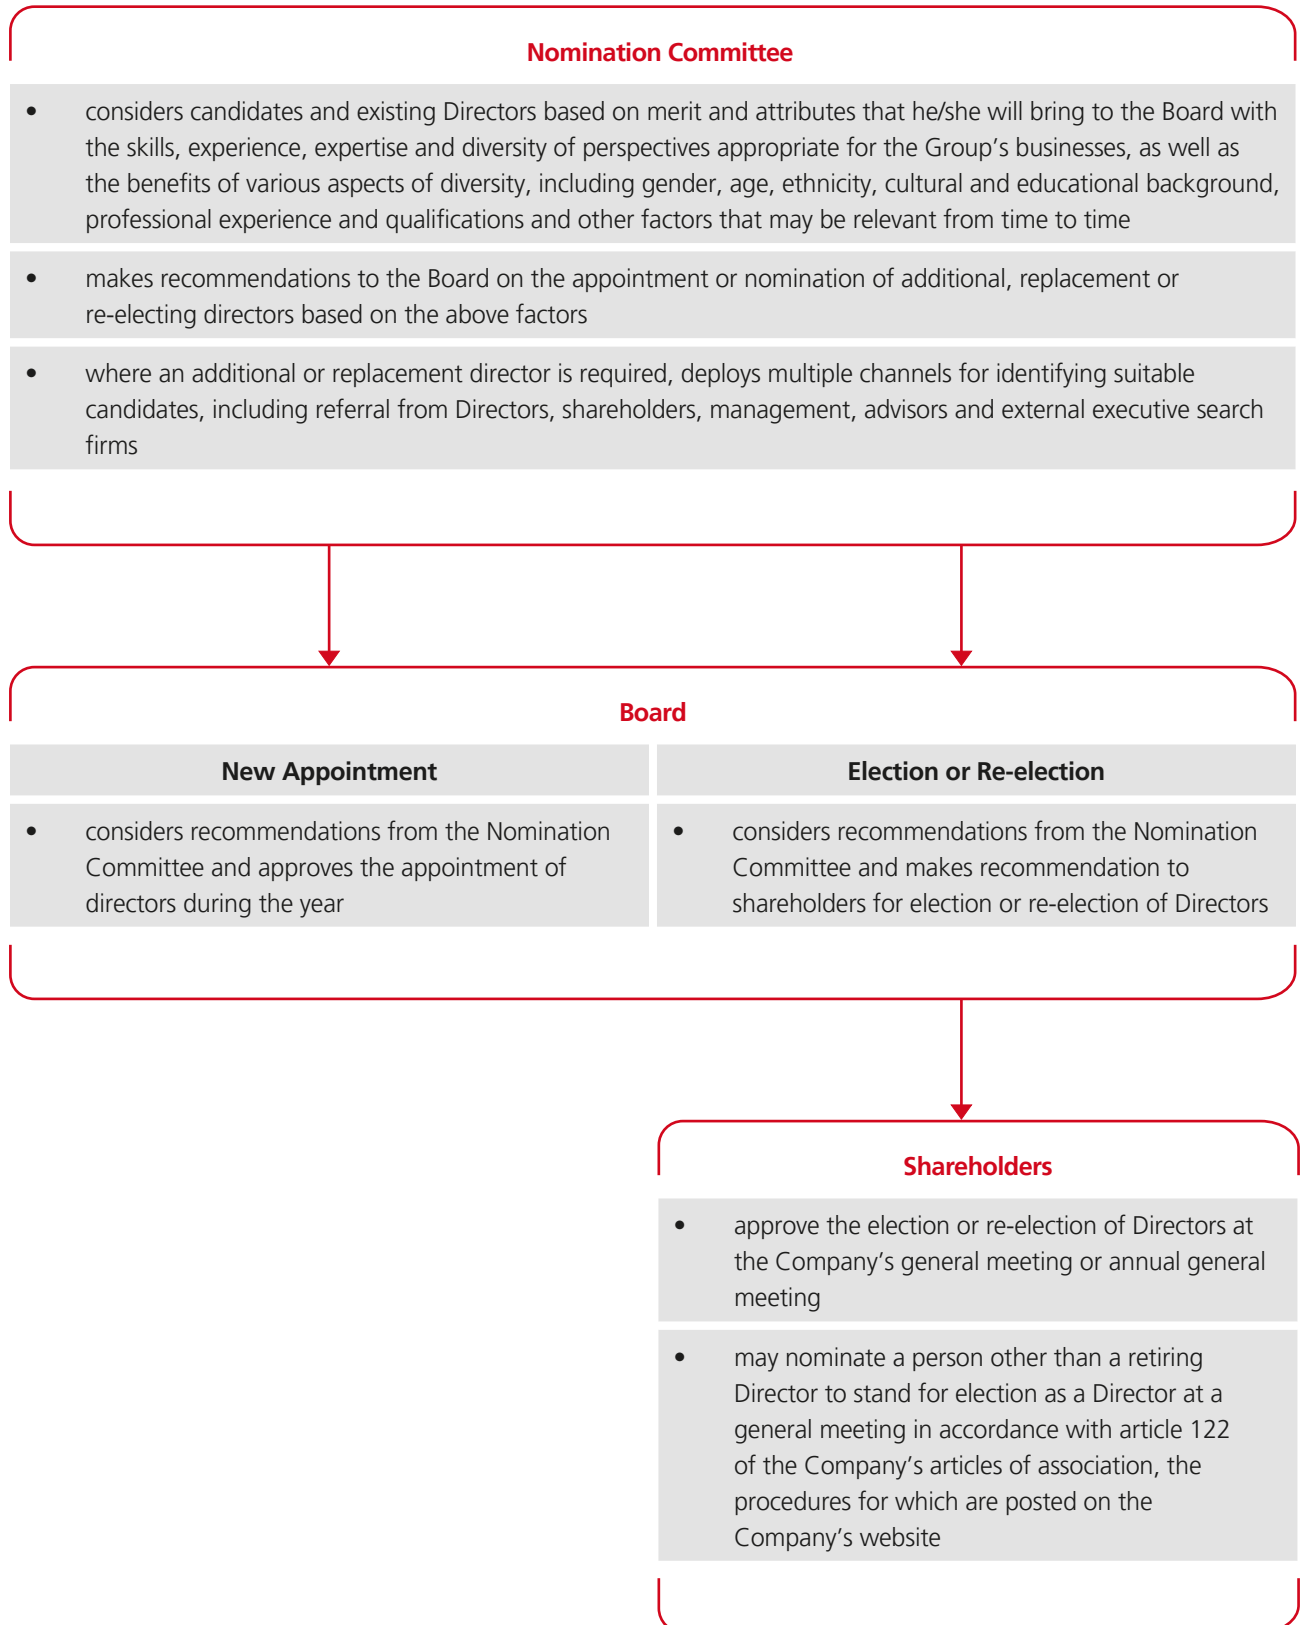 Nomination Committee
• considers candidates and existing Directors based on merit and attributes that he/she will bring to the Board with
the skills, experience, expertise and diversity of perspectives appropriate for the Group’s businesses, as well as
the benefits of various aspects of diversity, including gender, age, ethnicity, cultural and educational background,
professional experience and qualifications and other factors that may be relevant from time to time
• makes recommendations to the Board on the appointment or nomination of additional, replacement or
re-electing directors based on the above factors
• where an additional or replacement director is required, deploys multiple channels for identifying suitable
candidates, including referral from Directors, shareholders, management, advisors and external executive search
firms
Board
New Appointment
• considers recommendations from the Nomination
Committee and approves the appointment of
directors during the year
Election or Re-election
• considers recommendations from the Nomination
Committee and makes recommendation to
shareholders for election or re-election of Directors
Shareholders
• approve the election or re-election of Directors at
the Company’s general meeting or annual general
meeting
• may nominate a person other than a retiring
Director to stand for election as a Director at a
general meeting in accordance with article 122
of the Company’s articles of association, the
procedures for which are posted on the
Company’s website